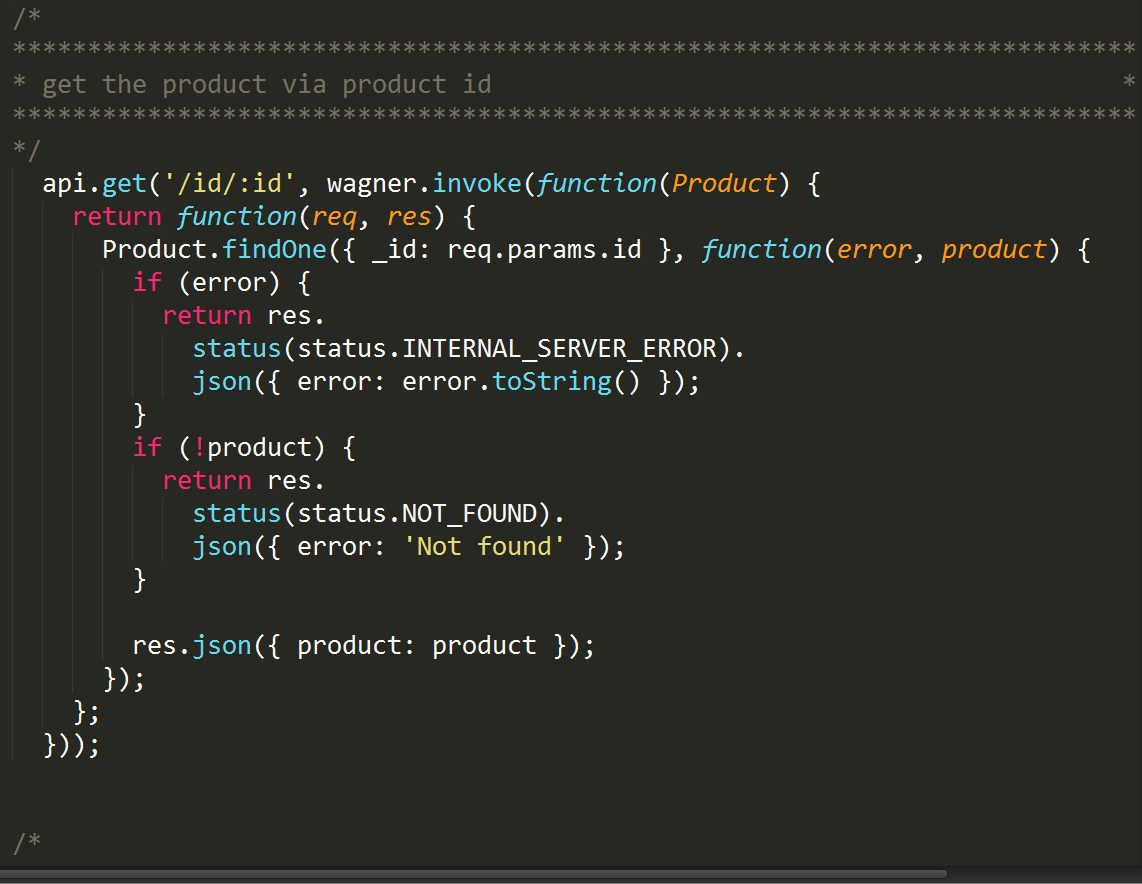 /*
***************************************************************************
* get the product via product id                                          *
***************************************************************************
*/
  api.get('/id/:id', wagner.invoke(function(Product) {
    return function(req, res) {
      Product.findOne({ _id: req.params.id }, function(error, product) {
        if (error) {
          return res.
            status(status.INTERNAL_SERVER_ERROR).
            json({ error: error.toString() });
        }
        if (!product) {
          return res.
            status(status.NOT_FOUND).
            json({ error: 'Not found' });
        }

        res.json({ product: product });
      });
    };
  }));

/*